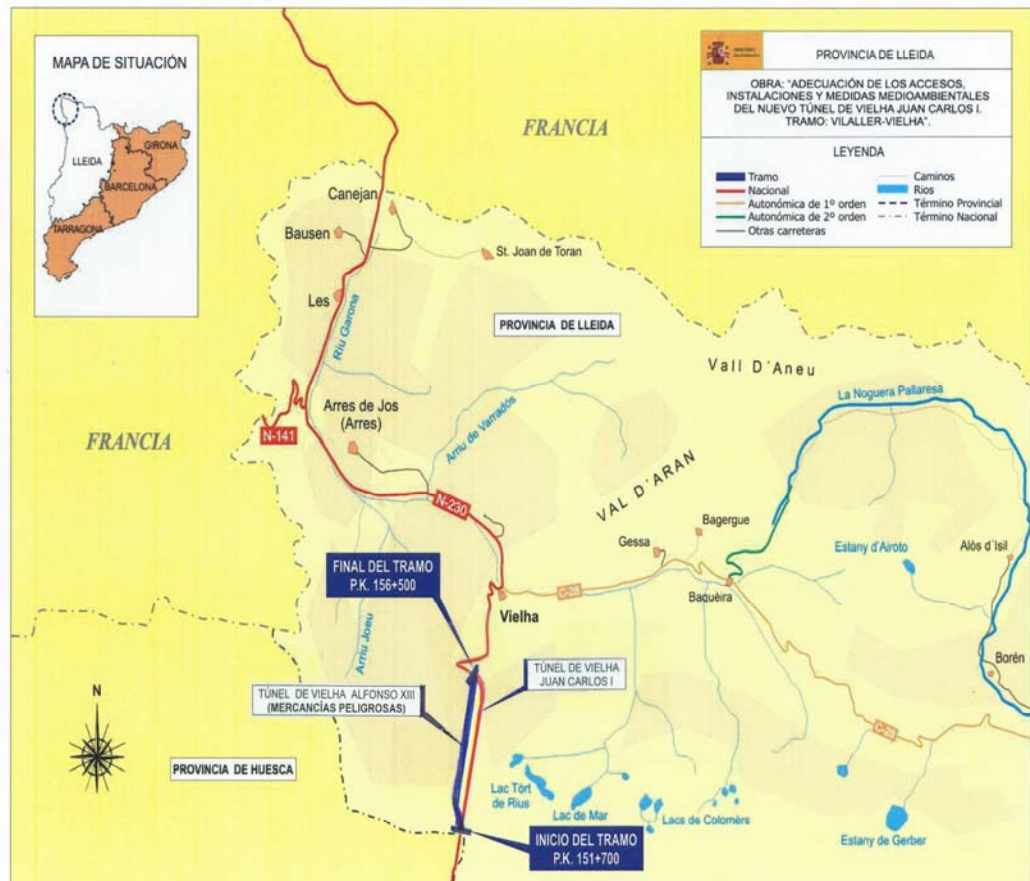 MAPA DE SITUACIÓN
GIRONA
LLEIDA
BARCELONA
TARRAGONA
PROVINCIA DE LLEIDA
OBRA: "ADECUACIÓN DE LOS ACCESOS,
INSTALACIONES Y MEDIDAS MEDIOAMBIENTALES
DEL NUEVO TÚNEL DE VIELHA JUAN CARLOS I.
TRAMO: VILALLER-VIELHA".
LEYENDA
Tramo
Nacional
Autonómica de 1º orden
Autonómica de 2º orden
Otras carreteras
Caminos
Rios
Término Provincial
Término Nacional
FRANCIA
Canejan
Bausen
St. Joan de Toran
Les
Riu Garona
PROVINCIA DE LLEIDA
Vall D´Aneu
La Noguera Pallaresa
Arres de Jos
(Arres)
Arriu de Varradós
N-141
FRANCIA
N-230
VAL D´ARAN
Bagergue
Gessa
Estany d'Airoto
Alòs d´Isil
FINAL DEL TRAMO
P.K. 156+500
Vielha
C-28
Baquèira
Arriu Joeu
Borén
TÚNEL DE VIELHA
JUAN CARLOS I
TÚNEL DE VIELHA ALFONSO XIII
(MERCANCÍAS PELIGROSAS)
N
C-28
PROVINCIA DE HUESCA
Lac Tòrt
de Rius
Lac de Mar
Lacs de Colomèrs
Estany de Gerber
INICIO DEL TRAMO
P.K. 151+700